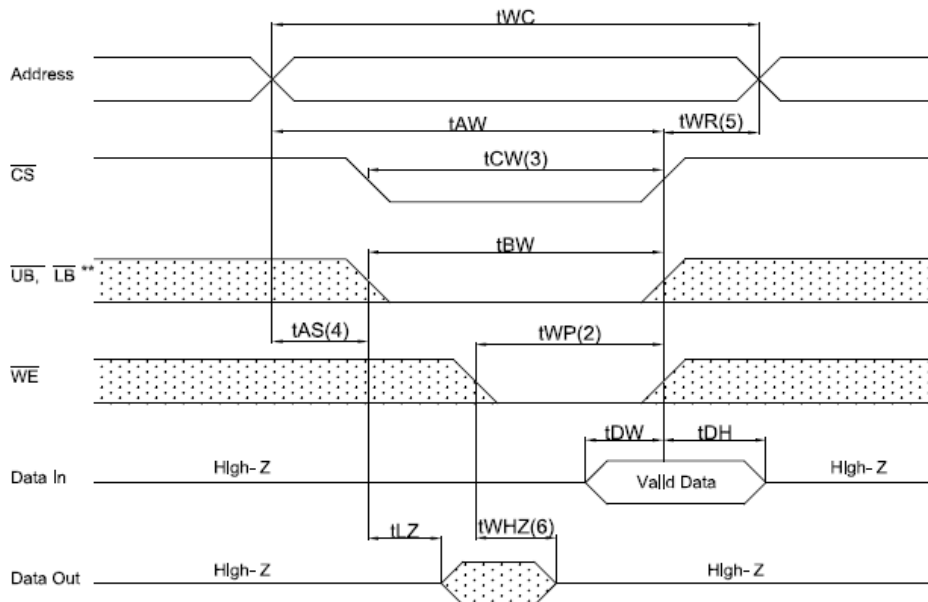 tWC
Address
tAW
tWR(5)
CS
tCW(3)
tBW
UB, LB **
tAS(4)
tWP(2)
WE
tDW
tDH
Data In
High- Z
Valid Data
High- Z
tLZ
tWHZ(6)
Data Out
High- Z
High- Z